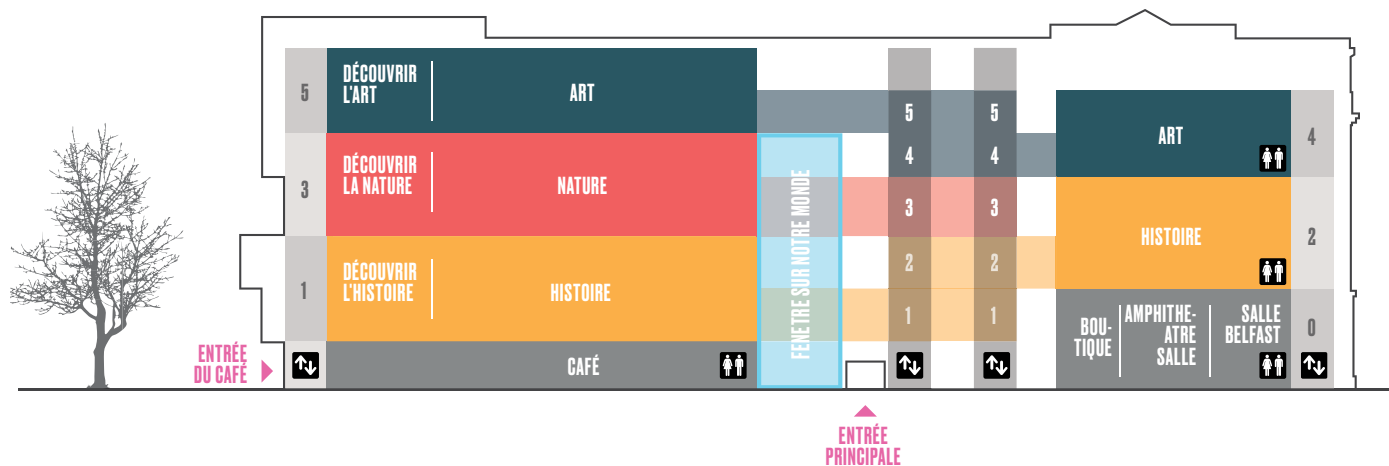 5
DÉCOUVRIR
L'ART
ART
3
DÉCOUVRIR
LA NATURE
NATURE
1
DÉCOUVRIR
L'HISTOIRE
HISTOIRE
CAFÉ
ENTRÉE
DU CAFÉ
FENETRE SUR NOTRE MONDE
5
4
3
2
1
5
4
3
2
1
ENTRÉE
PRINCIPALE
ART
4
HISTOIRE
2
BOU-
TIQUE
AMPHITHE-
ATRE
SALLE
SALLE
BELFAST
0